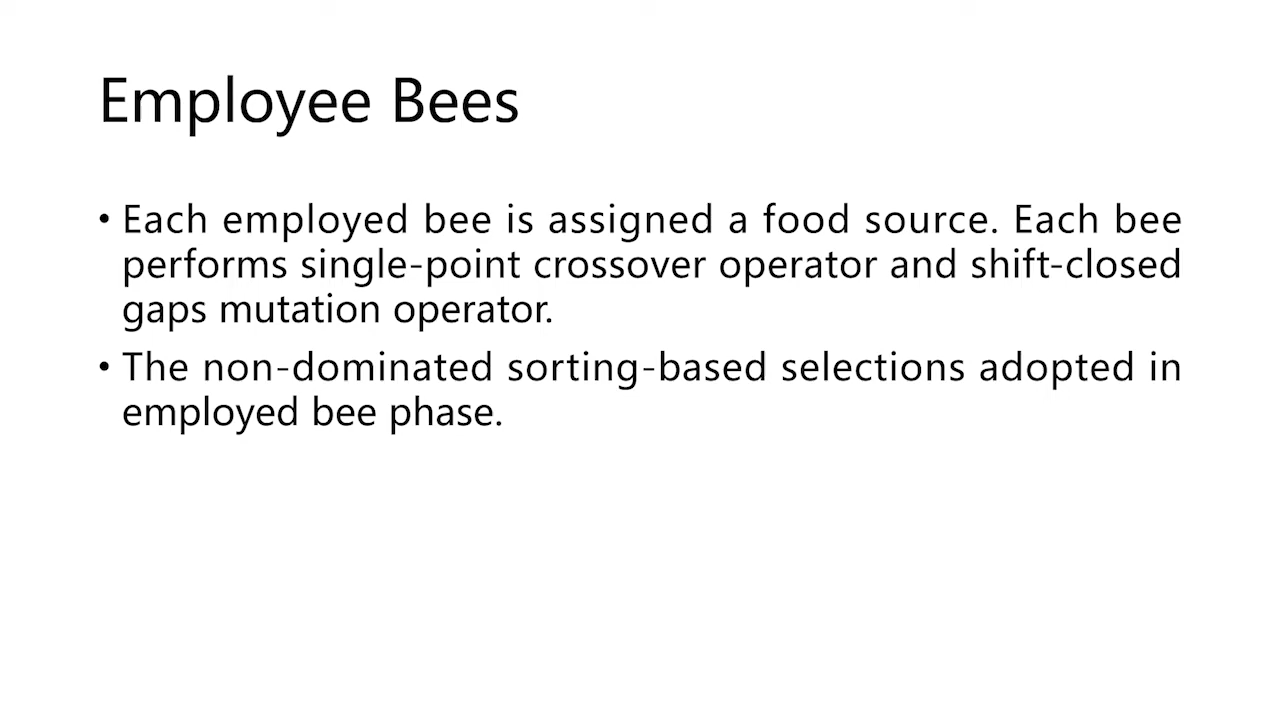 Employee Bees
• Each employed bee is assigned a food source. Each bee
performs single-point crossover operator and shift-closed
gaps mutation operator.
• The non-dominated sorting-based selections adopted in
employed bee phase.